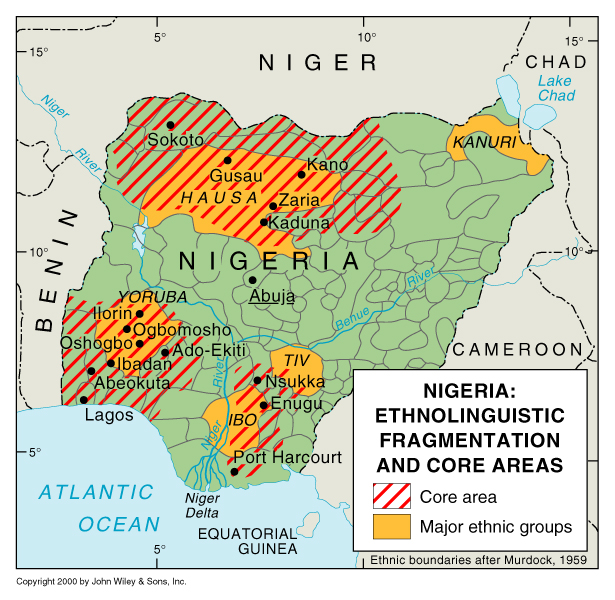 5°
10°
15°
15°
NIGER
CHAD
Lake
Chad
Niger
River
Sokoto
KANURI
Gusau
Kano
HAUSA
Zaria
Kaduna
10°
10°
BENIN
NIGERIA
Abuja
YORUBA
Benue River
Ilorin
Ogbomosho
Oshogbo
Ado-Ekiti
Ibadan
Abeokuta
Lagos
River
TIV
CAMEROON
Nsukka
Enugu
IBO
Niger
5°
Port Harcourt
Niger
Delta
ATLANTIC
OCEAN
EQUATORIAL
GUINEA
NIGERIA:
ETHNOLINGUISTIC
FRAGMENTATION
AND CORE AREAS
Core area
Major ethnic groups
Ethnic boundaries after Murdock, 1959
5°
10°
15°
Copyright 2000 by John Wiley & Sons, Inc.